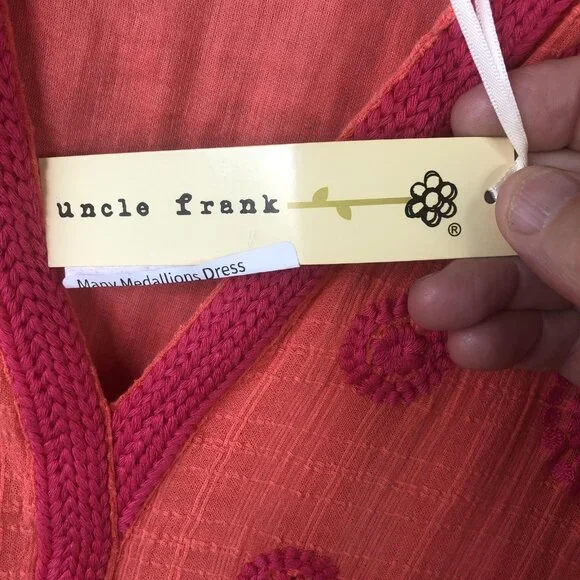 uncle frank ®
Many Medallions Dress